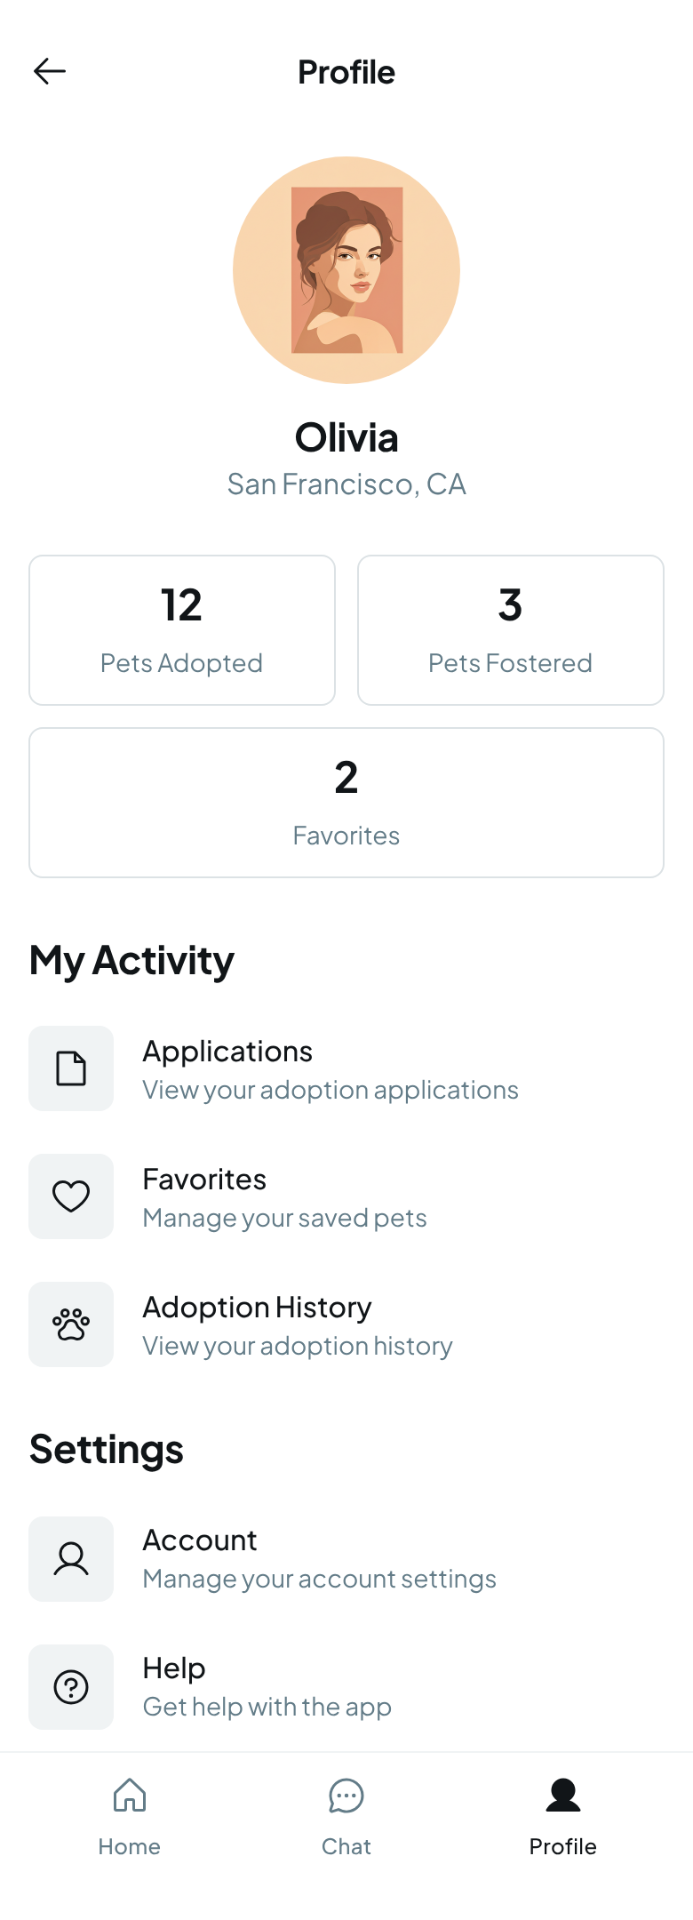 Profile
Olivia
San Francisco, CA
12
Pets Adopted
3
Pets Fostered
2
Favorites
My Activity
Applications
View your adoption applications
Favorites
Manage your saved pets
Adoption History
View your adoption history
Settings
Account
Manage your account settings
Help
Get help with the app
Home
Chat
Profile